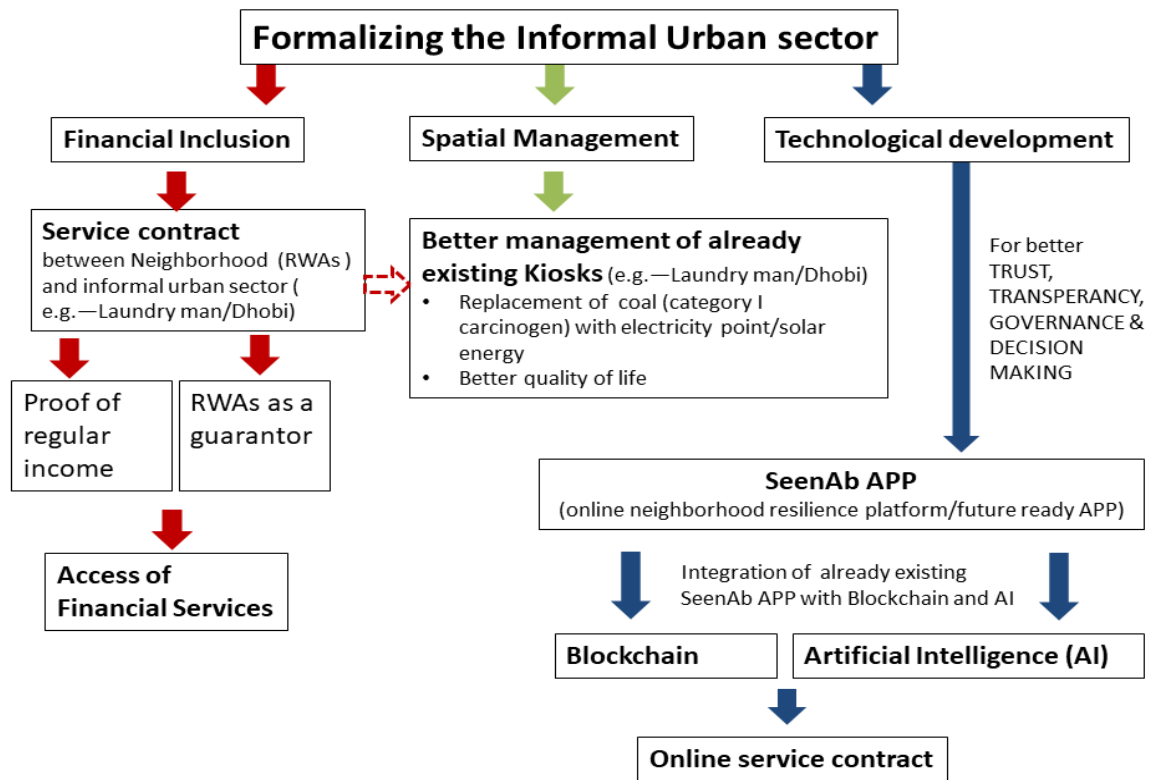 Formalizing the Informal Urban sector
Financial Inclusion
Spatial Management
Technological development
Service contract
between Neighborhood (RWAs )
and informal urban sector (
e.g.—Laundry man/Dhobi)
Better management of already
existing Kiosks (e.g.—Laundry man/Dhobi)
• Replacement of coal (category I
carcinogen) with electricity point/solar
energy
• Better quality of life
For better
TRUST,
TRANSPERANCY,
GOVERNANCE &
DECISION
MAKING
Proof of
regular
income
RWAs as a
guarantor
SeenAb APP
(online neighborhood resilience platform/future ready APP)
Access of
Financial Services
Integration of already existing
SeenAb APP with Blockchain and AI
Blockchain
Artificial Intelligence (AI)
Online service contract